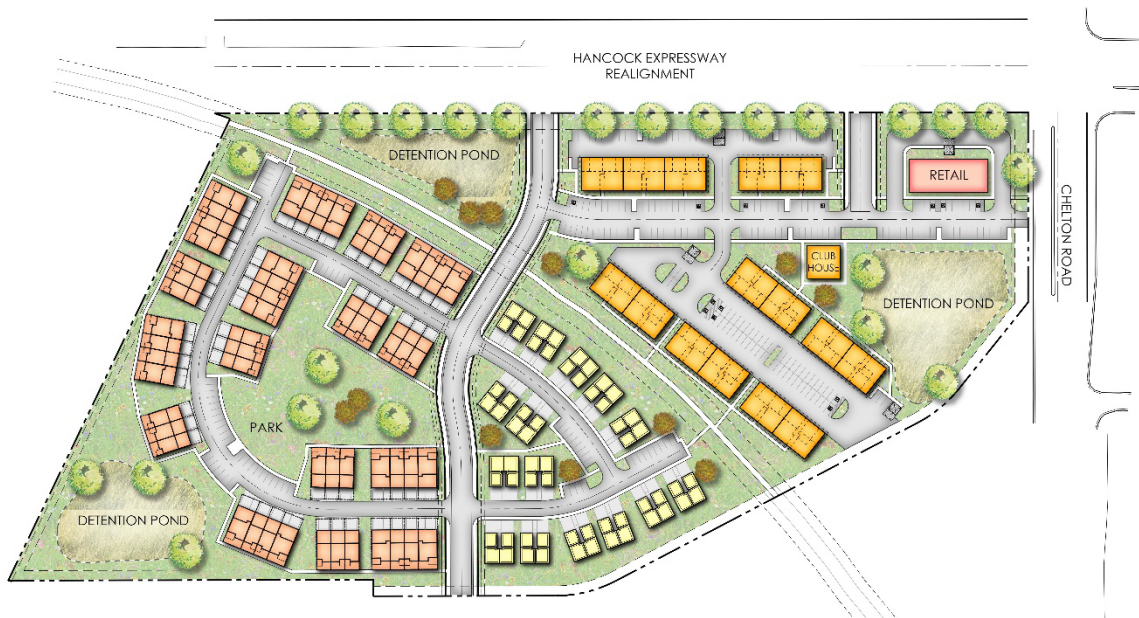 HANCOCK EXPRESSWAY
REALIGNMENT
DETENTION POND
RETAIL
CHELTON ROAD
CLUB
HOUSE
DETENTION POND
PARK
DETENTION POND